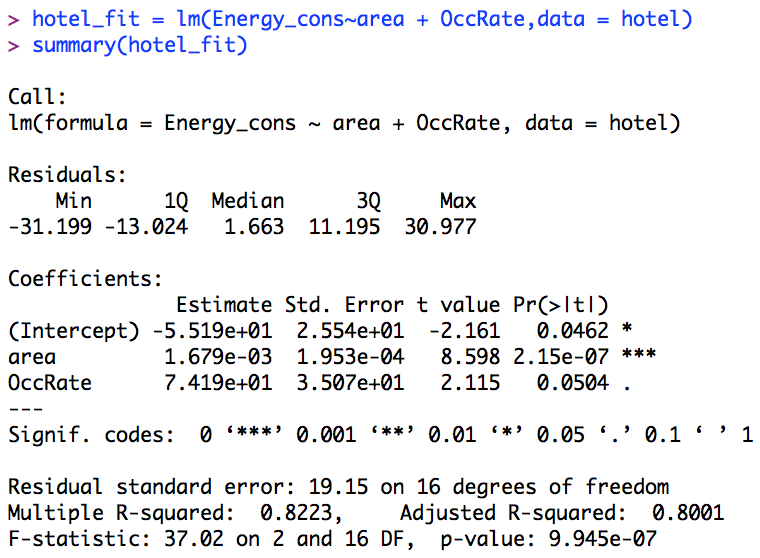 > hotel_fit = lm(Energy_cons~area + OccRate,data = hotel)
> summary(hotel_fit)
Call:
lm(formula = Energy_cons ~ area + OccRate, data = hotel)
Residuals:
    Min      1Q  Median      3Q     Max
-31.199 -13.024   1.663  11.195  30.977
Coefficients:
              Estimate Std. Error t value Pr(>|t|)
(Intercept) -5.519e+01  2.554e+01  -2.161   0.0462 *
area         1.679e-03  1.953e-04   8.598 2.15e-07 ***
OccRate      7.419e+01  3.507e+01   2.115   0.0504 .
---
Signif. codes:  0 ‘***’ 0.001 ‘**’ 0.01 ‘*’ 0.05 ‘.’ 0.1 ‘ ’ 1
Residual standard error: 19.15 on 16 degrees of freedom
Multiple R-squared:  0.8223,	Adjusted R-squared:  0.8001
F-statistic: 37.02 on 2 and 16 DF,  p-value: 9.945e-07